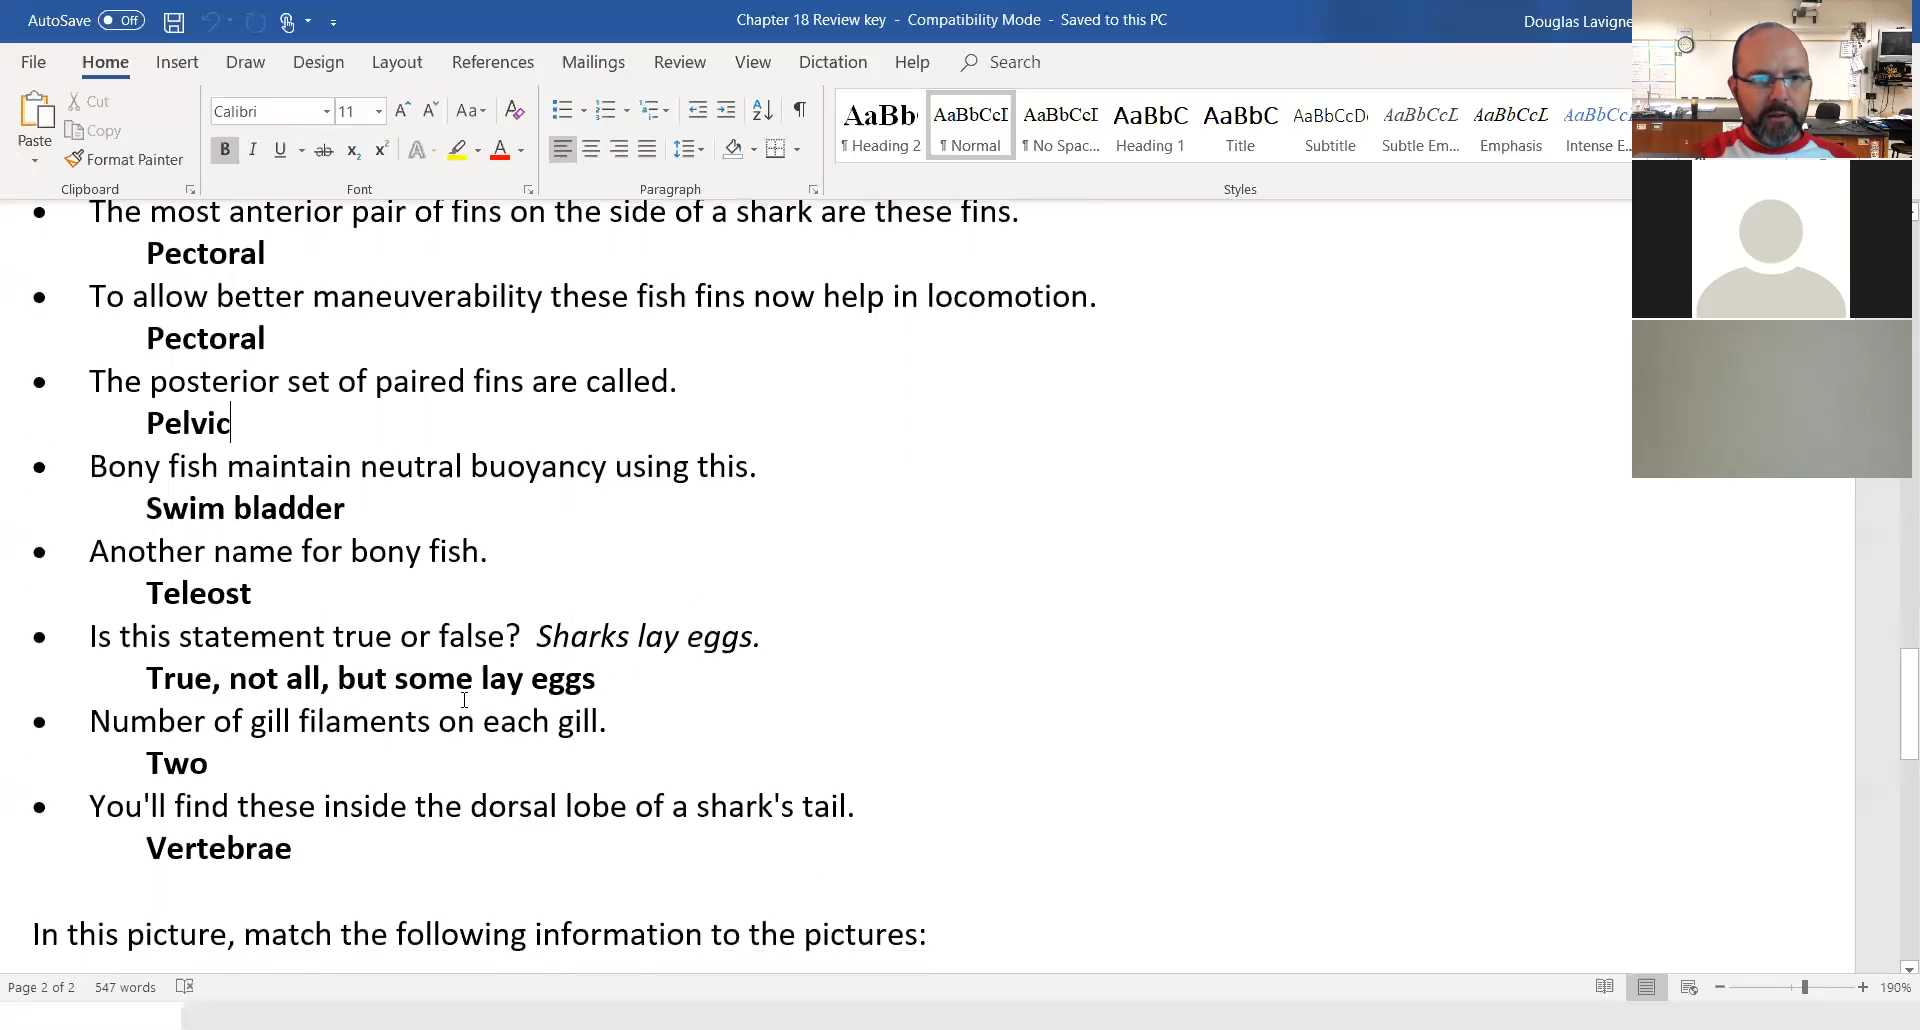 AutoSave Off Chapter 18 Review key - Compatibility Mode - Saved to this PC Douglas Lavigne
File Home Insert Draw Design Layout References Mailings Review View Dictation Help Search
Paste
Cut
Copy
Format Painter
Clipboard
Calibri 11
Font
Paragraph
AaBb AaBbCcI AaBbCcI AaBbC AaBbC AaBbCcD AaBbCcL AaBbCcL AaBbCcL
¶ Heading 2 ¶ Normal ¶ No Spac... Heading 1 Title Subtitle Subtle Em... Emphasis Intense E...
Styles
• The most anterior pair of fins on the side of a shark are these fins.
Pectoral
• To allow better maneuverability these fish fins now help in locomotion.
Pectoral
• The posterior set of paired fins are called.
Pelvic
• Bony fish maintain neutral buoyancy using this.
Swim bladder
• Another name for bony fish.
Teleost
• Is this statement true or false? Sharks lay eggs.
True, not all, but some lay eggs
• Number of gill filaments on each gill.
Two
• You'll find these inside the dorsal lobe of a shark's tail.
Vertebrae
In this picture, match the following information to the pictures:
Page 2 of 2 547 words 190%